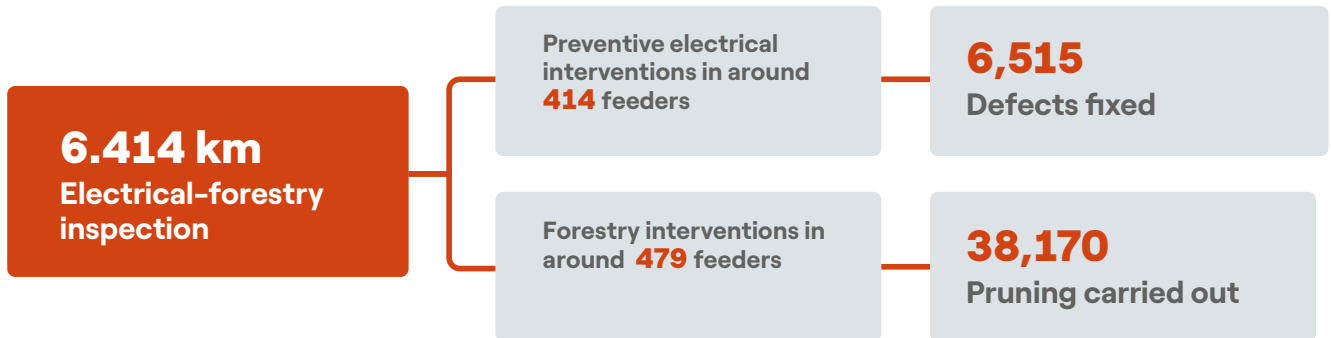 6.414 km
Electrical-forestry
inspection
Preventive electrical
interventions in around
414 feeders
6,515
Defects fixed
Forestry interventions in
around 479 feeders
38,170
Pruning carried out